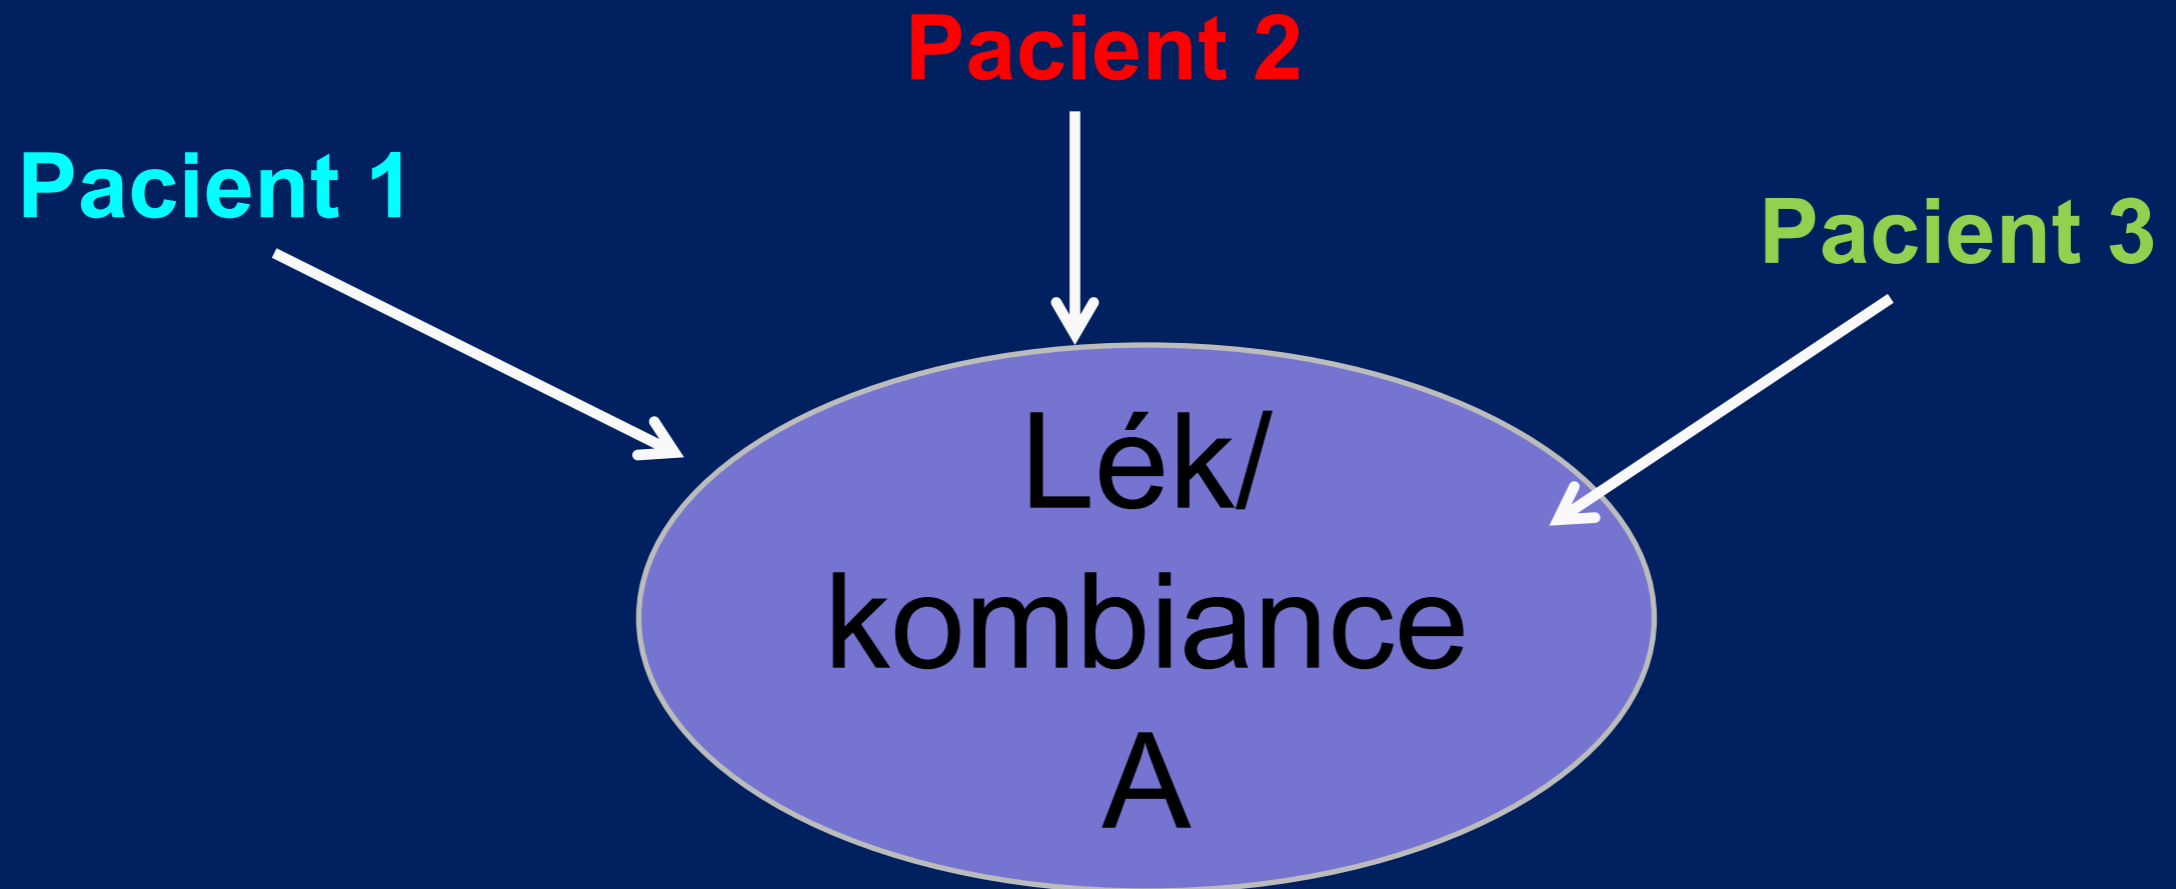 Pacient 2
Pacient 1
Pacient 3
Lék/
kombiance
A